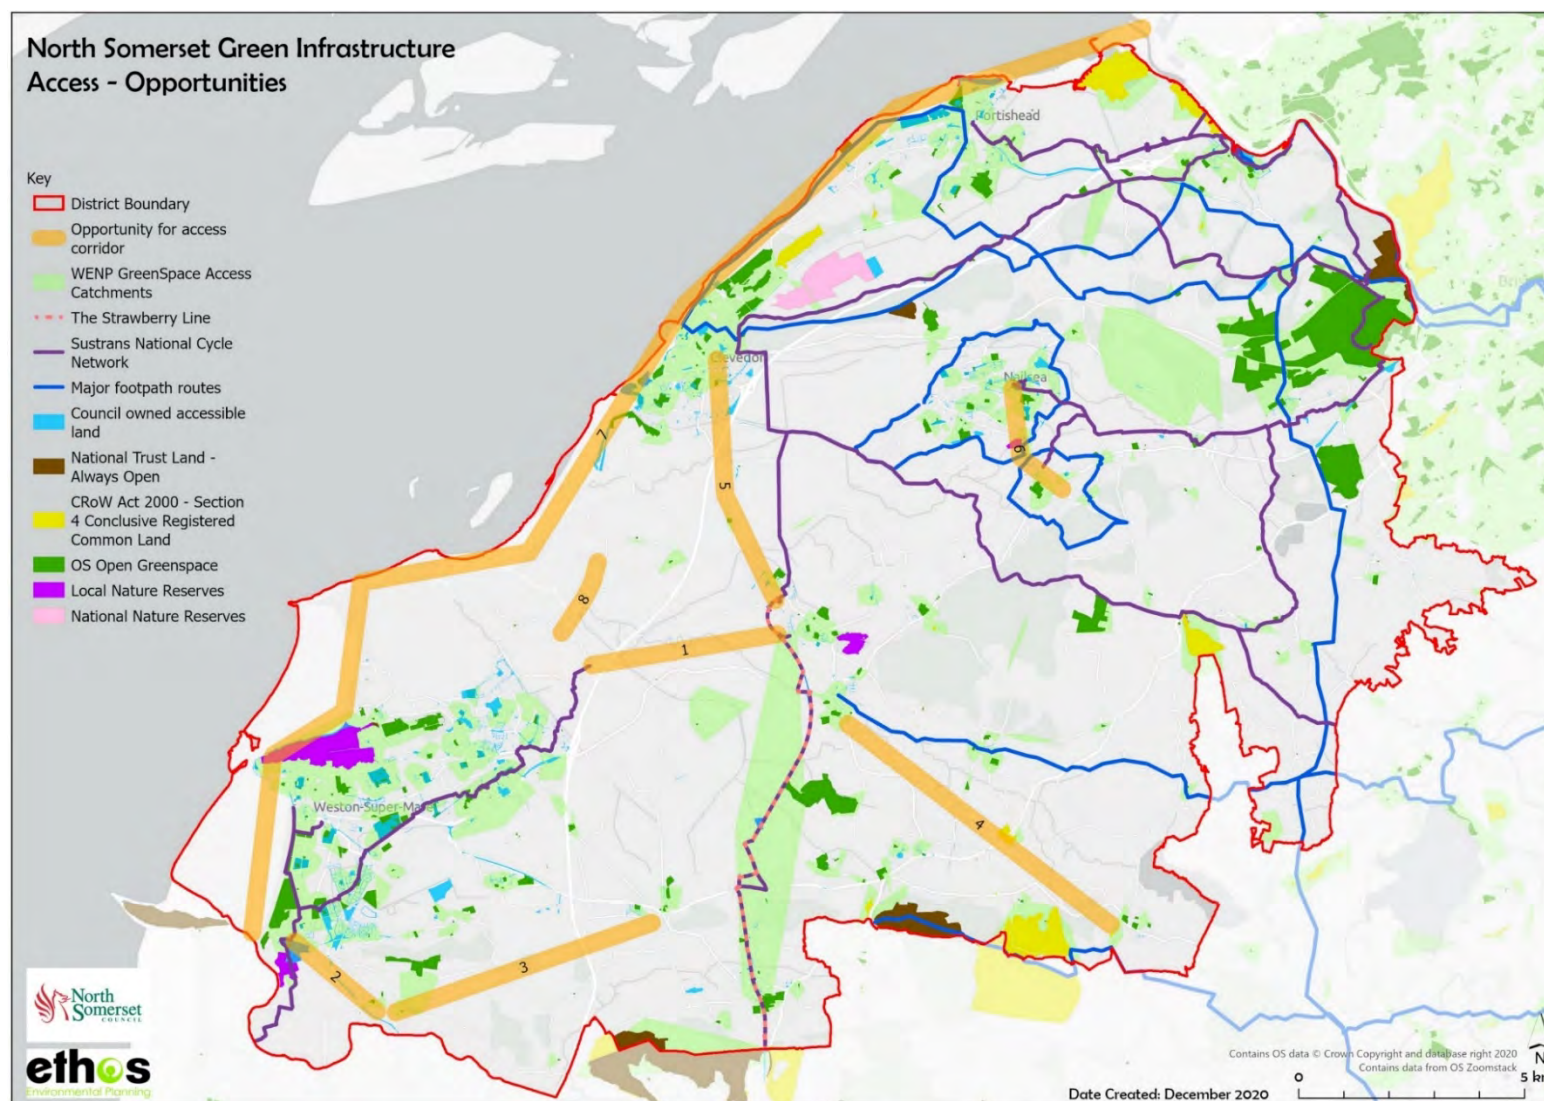 North Somerset Green Infrastructure
Access - Opportunities
Key
District Boundary
Opportunity for access
corridor
WENP GreenSpace Access
Catchments
The Strawberry Line
Sustrans National Cycle
Network
Major footpath routes
Council owned accessible
land
National Trust Land -
Always Open
CRoW Act 2000 - Section
4 Conclusive Registered
Common Land
OS Open Greenspace
Local Nature Reserves
National Nature Reserves
Portishead
Clevedon
Nailsea
7
5
6
8
1
Weston-Super-Mare
4
3
2
North
Somerset
COUNCIL
ethos
Environmental Planning
Contains OS data © Crown Copyright and database right 2020
Contains data from OS Zoomstack
N
0
5 km
Date Created: December 2020